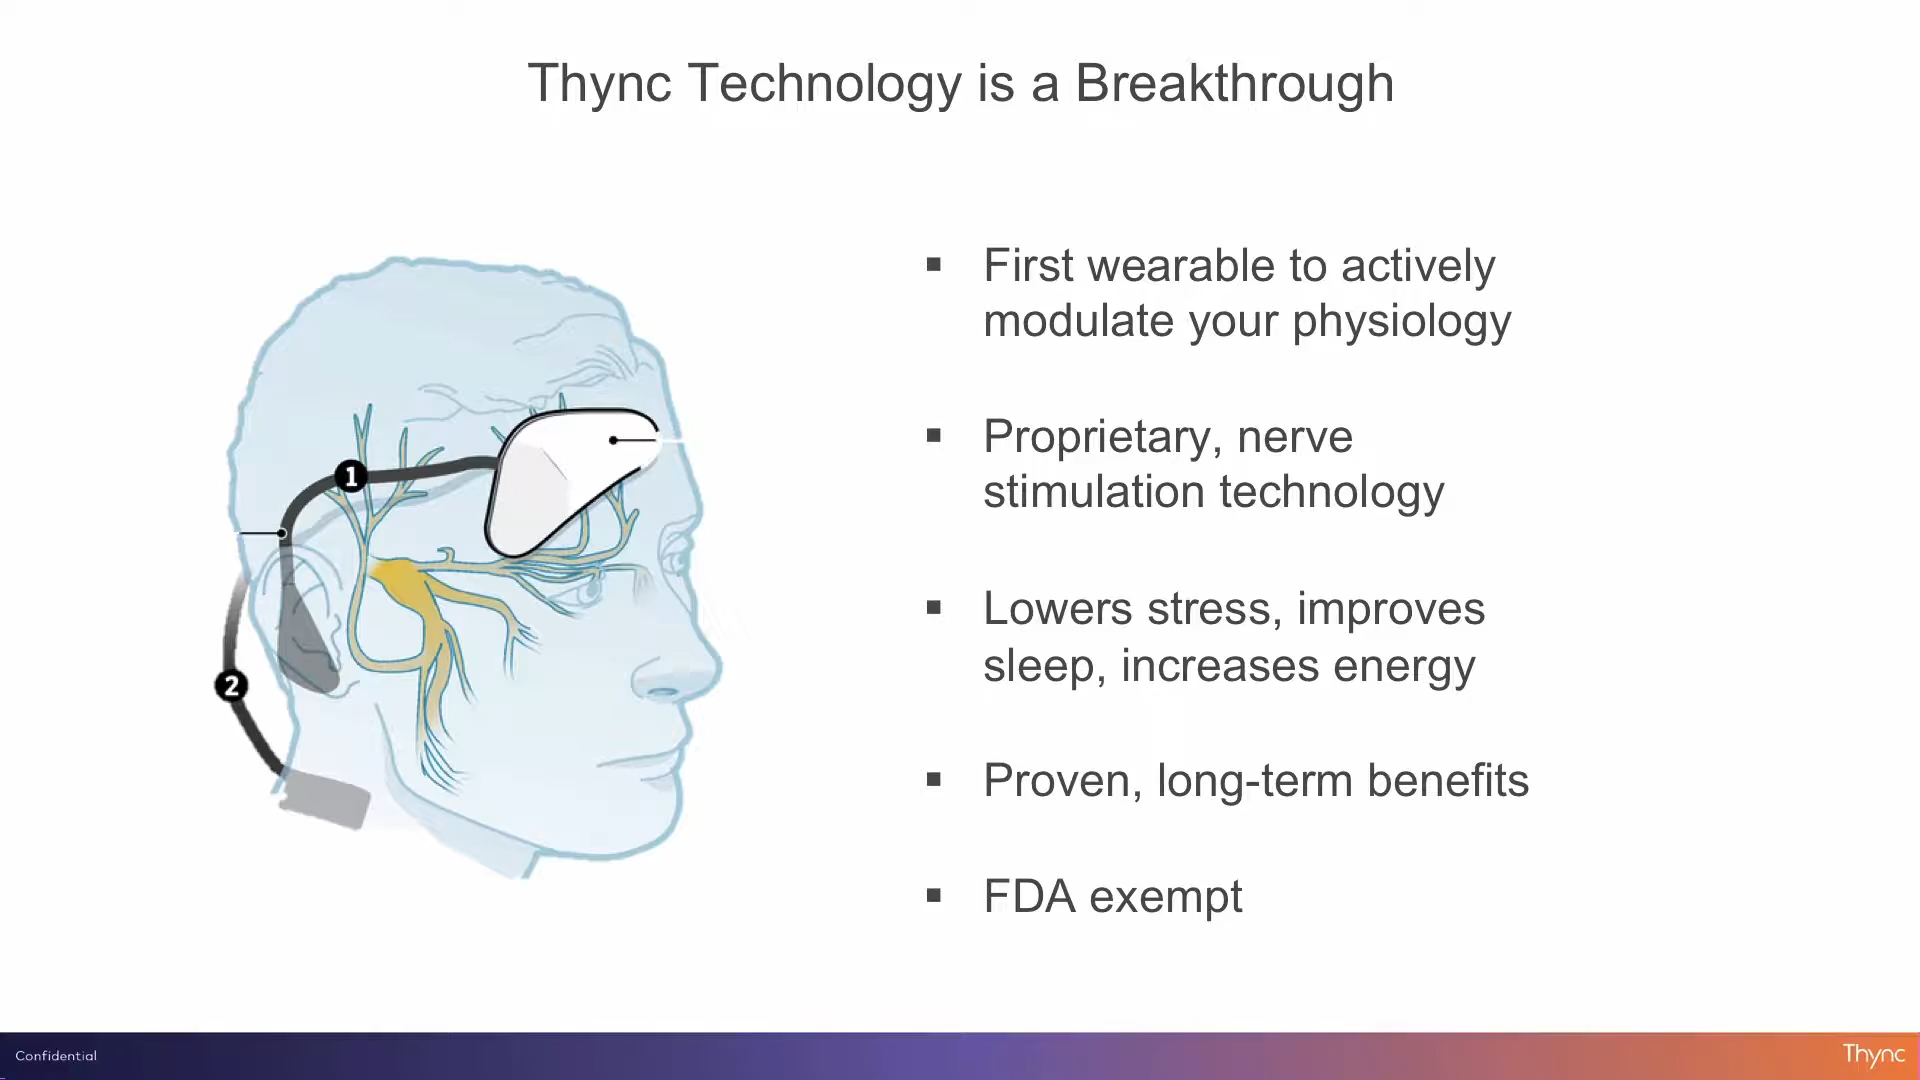 Thync Technology is a Breakthrough
▪ First wearable to actively
modulate your physiology
▪ Proprietary, nerve
stimulation technology
▪ Lowers stress, improves
sleep, increases energy
▪ Proven, long-term benefits
▪ FDA exempt
1
2
Confidential
Thync